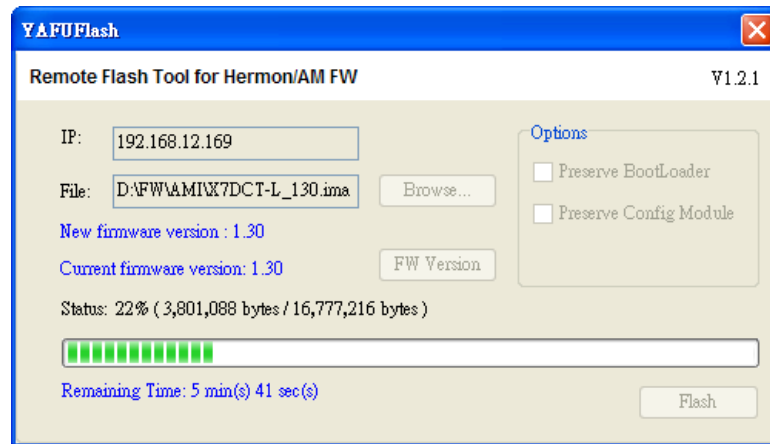 YAFUFlash
Remote Flash Tool for Hermon/AM FW V1.2.1
IP: 192.168.12.169
Options
Preserve BootLoader
File: D:\FW\AMI\X7DCT-L_130.ima Browse...
Preserve Config Module
New firmware version : 1.30
Current firmware version: 1.30 FW Version
Status: 22% ( 3,801,088 bytes / 16,777,216 bytes )
Remaining Time: 5 min(s) 41 sec(s)
Flash